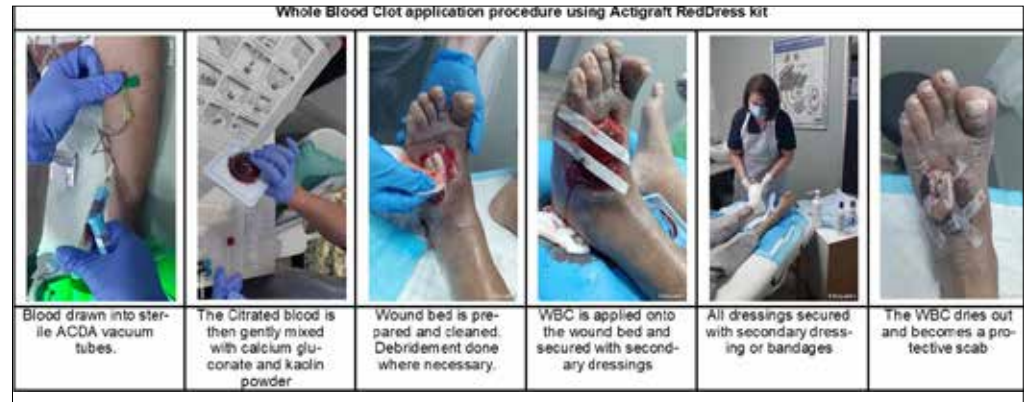 Whole Blood Clot application procedure using Actigraft RedDress kit
Blood drawn into ster-
ile ACDA vacuum
tubes.
The Citrated blood is
then gently mixed
with calcium glu-
conate and kaolin
powder
Wound bed is pre-
pared and cleaned.
Debridement done
where necessary.
WBC is applied onto
the wound bed and
secured with second-
ary dressings
All dressings secured
with secondary dress-
ing or bandages
The WBC dries out
and becomes a pro-
tective scab